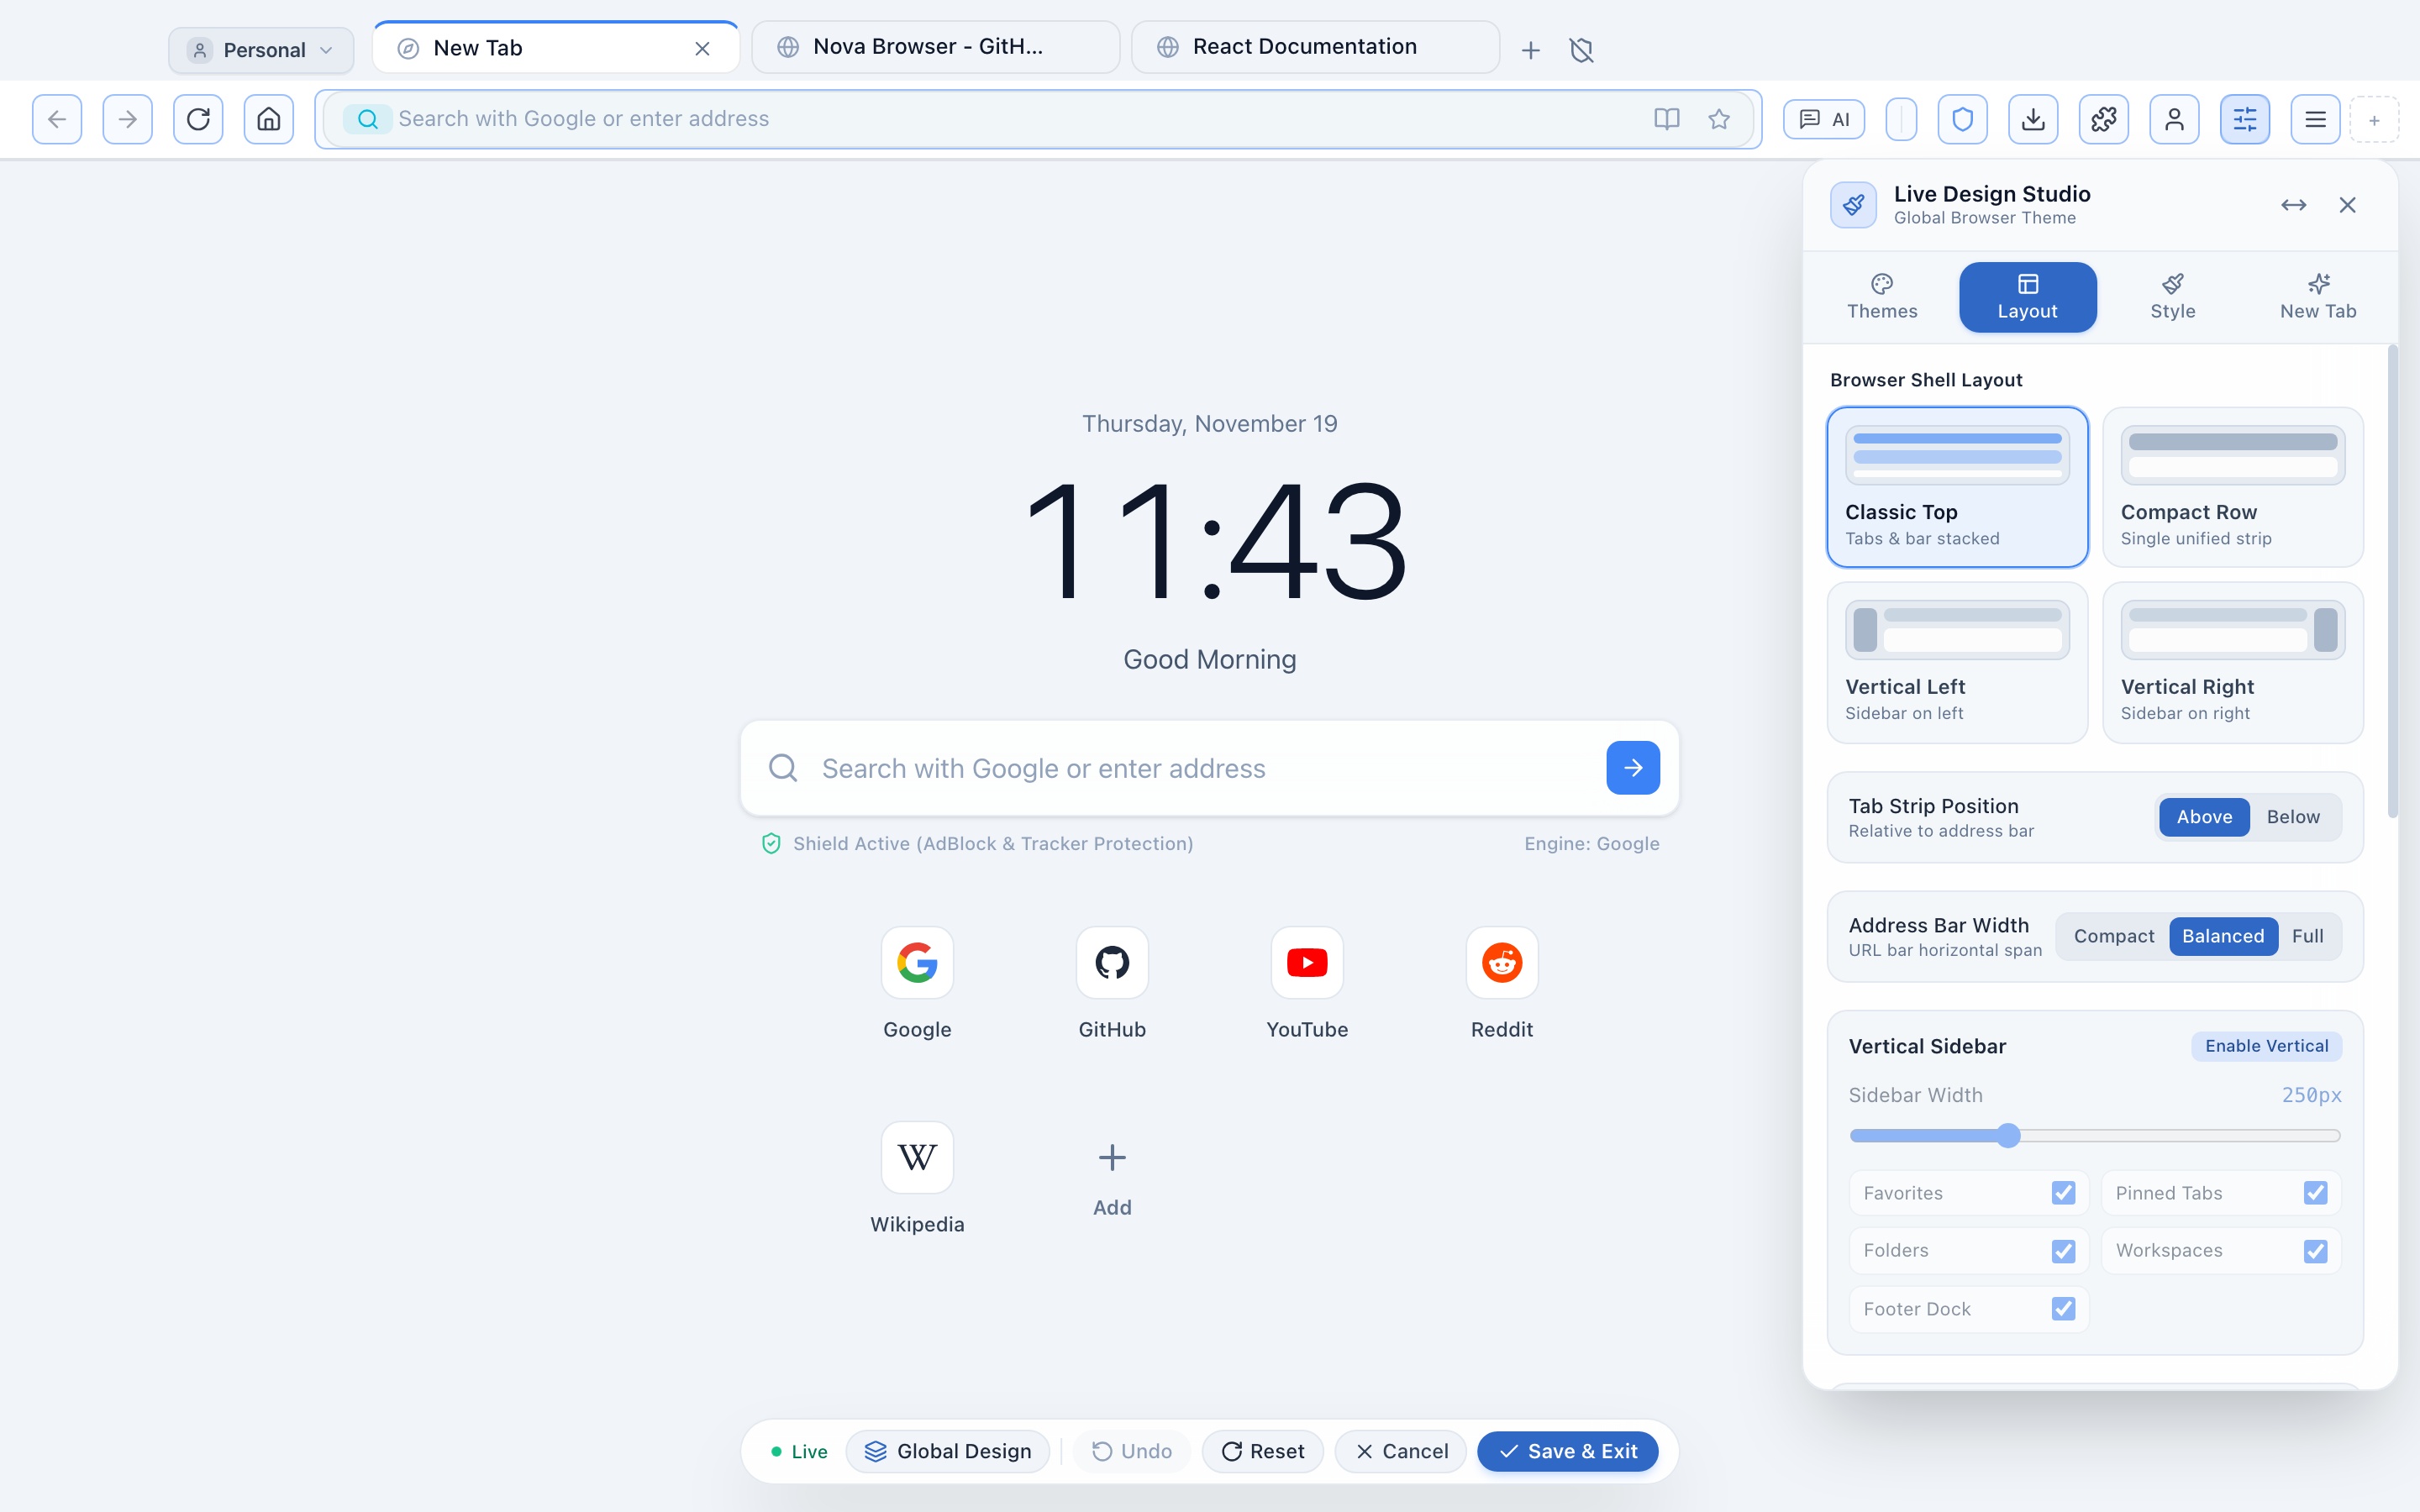 Personal
New Tab
Nova Browser - GitH...
React Documentation
Search with Google or enter address
AI
Live Design Studio
Global Browser Theme
Themes
Layout
Style
New Tab
Browser Shell Layout
Classic Top
Tabs & bar stacked
Compact Row
Single unified strip
Vertical Left
Sidebar on left
Vertical Right
Sidebar on right
Tab Strip Position
Relative to address bar
Above
Below
Address Bar Width
URL bar horizontal span
Compact
Balanced
Full
Vertical Sidebar
Enable Vertical
Sidebar Width
250px
Favorites
Pinned Tabs
Folders
Workspaces
Footer Dock
Thursday, November 19
11:43
Good Morning
Search with Google or enter address
Shield Active (AdBlock & Tracker Protection)
Engine: Google
Google
GitHub
YouTube
Reddit
W
Wikipedia
Add
Live
Global Design
Undo
Reset
Cancel
Save & Exit